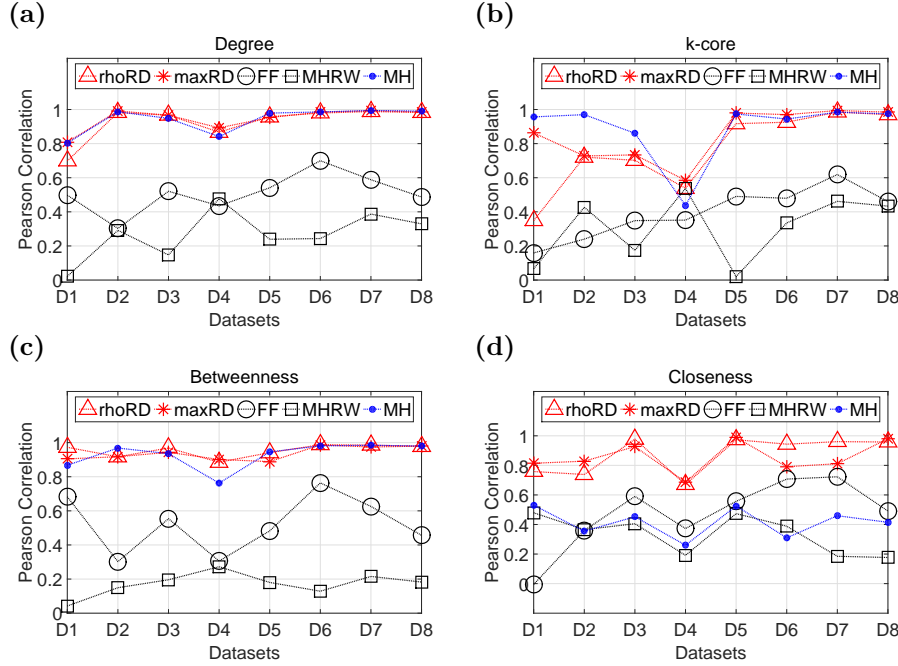 (a)
Degree
rhoRD maxRD FF MHRW MH
Pearson Correlation
1
0.8
0.6
0.4
0.2
0
D1 D2 D3 D4 D5 D6 D7 D8
Datasets
(b)
k-core
rhoRD maxRD FF MHRW MH
Pearson Correlation
1
0.8
0.6
0.4
0.2
0
D1 D2 D3 D4 D5 D6 D7 D8
Datasets
(c)
Betweenness
rhoRD maxRD FF MHRW MH
Pearson Correlation
1
0.8
0.6
0.4
0.2
0
D1 D2 D3 D4 D5 D6 D7 D8
Datasets
(d)
Closeness
rhoRD maxRD FF MHRW MH
Pearson Correlation
1
0.8
0.6
0.4
0.2
0
D1 D2 D3 D4 D5 D6 D7 D8
Datasets